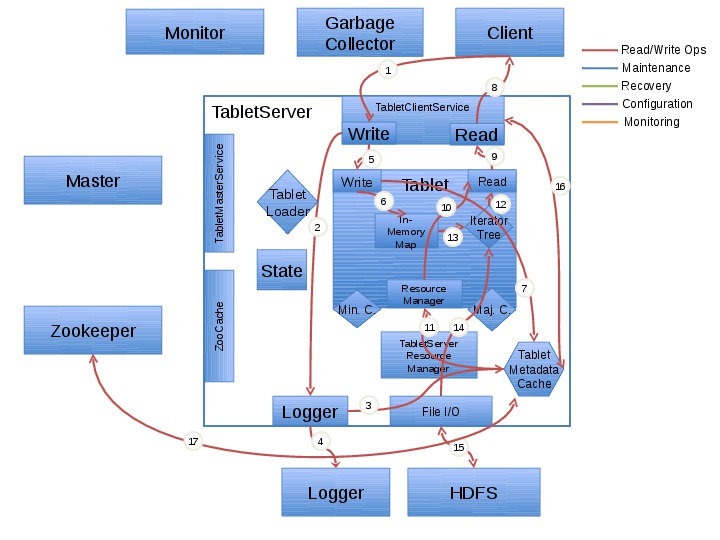 Monitor
Garbage
Collector
Client
Read/Write Ops
Maintenance
Recovery
Configuration
Monitoring
1
8
TabletServer
TabletClientService
Write
Read
5
9
TabletMasterService
Master
Tablet
Loader
Write
Tablet
Read
16
6
10
12
2
In-
Memory
Map
13
Iterator
Tree
State
ZooCache
Resource
Manager
7
Min. C.
Maj. C.
11
14
Zookeeper
TabletServer
Resource
Manager
Tablet
Metadata
Cache
Logger
3
File I/O
17
4
15
Logger
HDFS